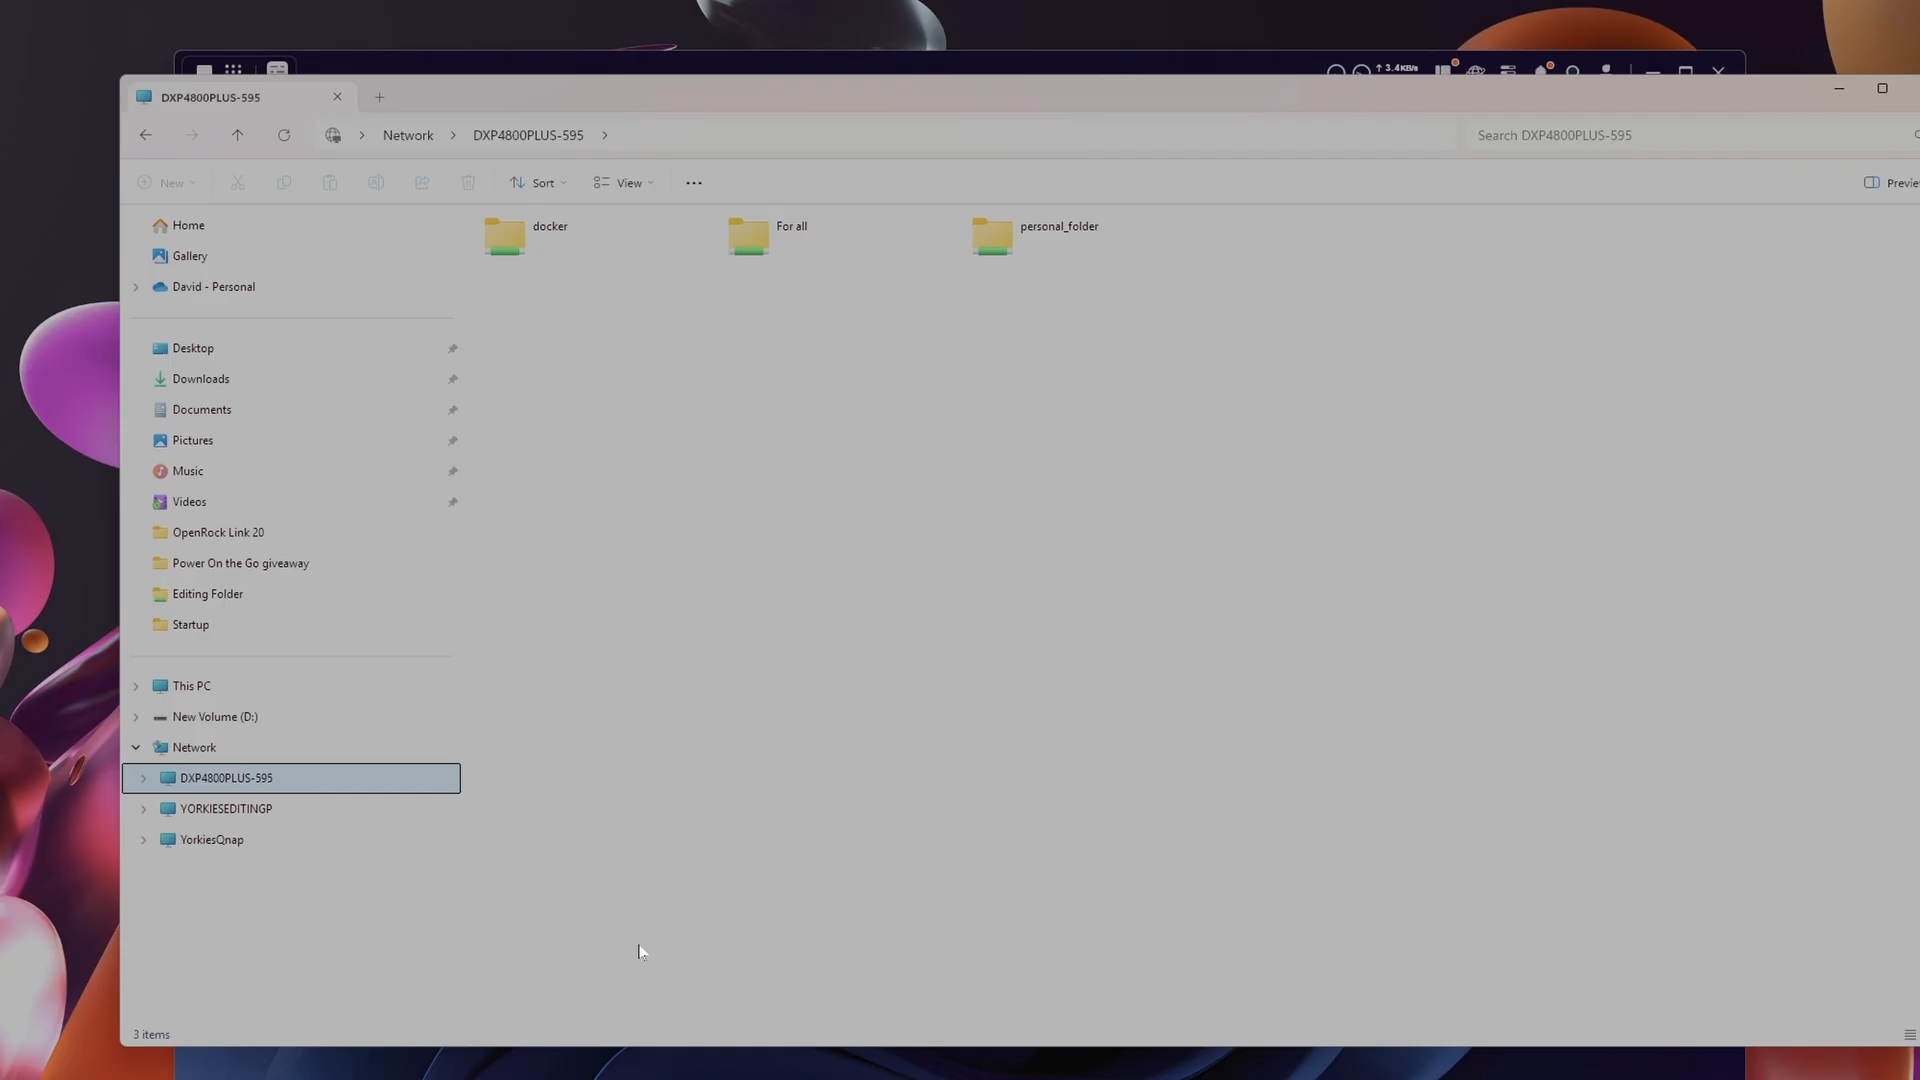 ↑ 3.4KB/s
DXP4800PLUS-595
Network > DXP4800PLUS-595 >
Search DXP4800PLUS-595
New
Sort
View
...
Previe
Home
Gallery
David - Personal
Desktop
Downloads
Documents
Pictures
Music
Videos
OpenRock Link 20
Power On the Go giveaway
Editing Folder
Startup
This PC
New Volume (D:)
Network
DXP4800PLUS-595
YORKIESEDITINGP
YorkiesQnap
docker
For all
personal_folder
3 items